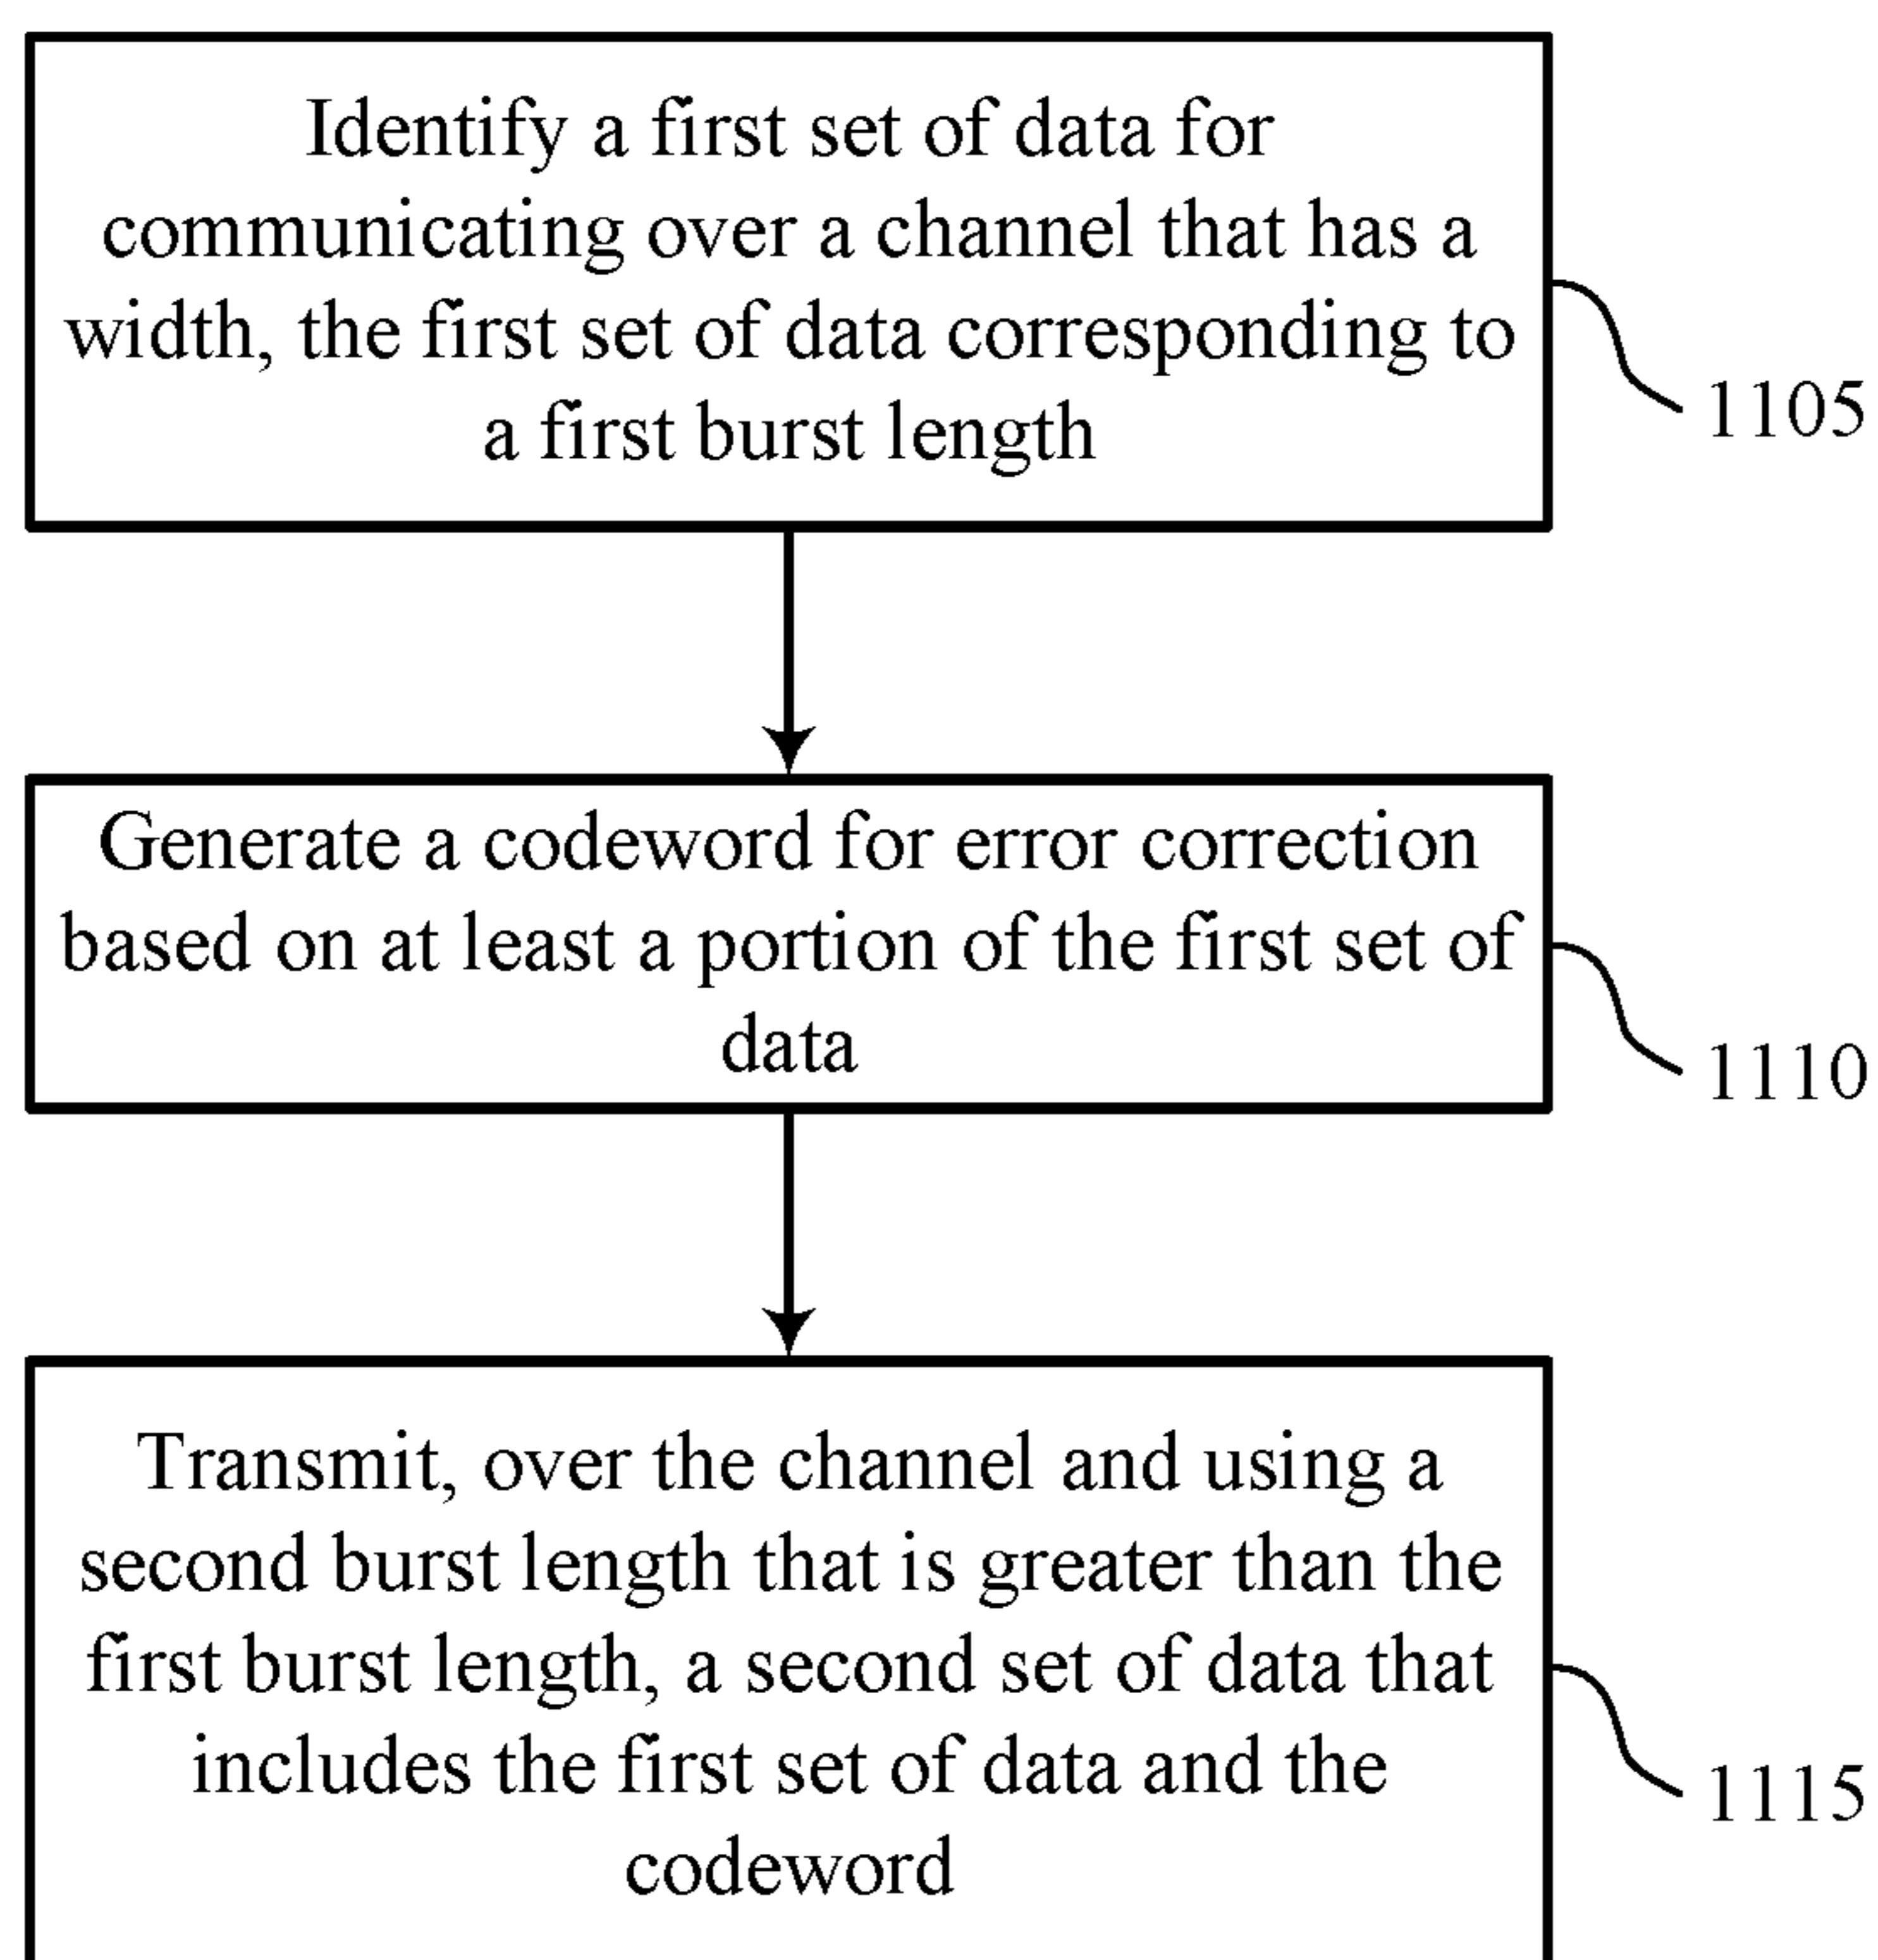 Identify a first set of data for
communicating over a channel that has a
width, the first set of data corresponding to
a first burst length
1105
Generate a codeword for error correction
based on at least a portion of the first set of
data
1110
Transmit, over the channel and using a
second burst length that is greater than the
first burst length, a second set of data that
includes the first set of data and the
codeword
1115